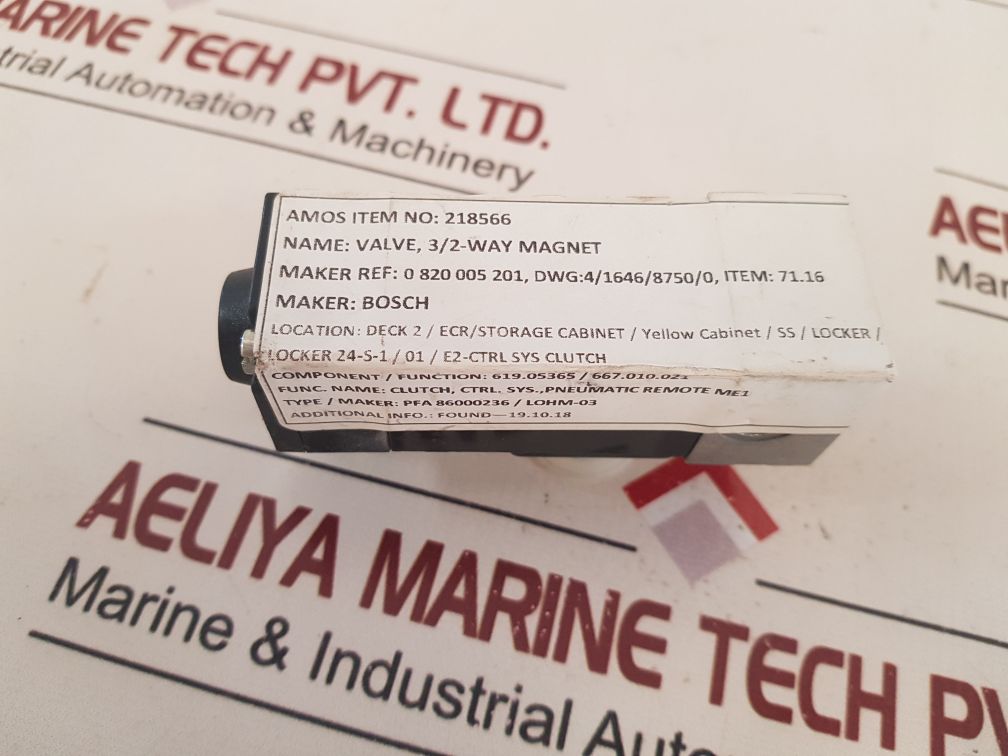 MARINE TECH PVT. LTD.
trial Automation & Machinery
AMOS ITEM NO: 218566
NAME: VALVE, 3/2-WAY MAGNET
MAKER REF: 0 820 005 201, DWG:4/1646/8750/0, ITEM: 71.16
MAKER: BOSCH
LOCATION: DECK 2 / ECR/STORAGE CABINET / Yellow Cabinet / SS / LOCKER /
LOCKER 24-S-1 / 01 / E2-CTRL SYS CLUTCH
COMPONENT / FUNCTION: 619.05365 / 667.010.021
FUNC. NAME: CLUTCH, CTRL. SYS.,PNEUMATIC REMOTE ME1
TYPE / MAKER: PFA 86000236 / LOHM-03
ADDITIONAL INFO.: FOUND—19.10.18
AE
Mar
AELIYA MARINE TECH PV
Marine & Industrial Auto